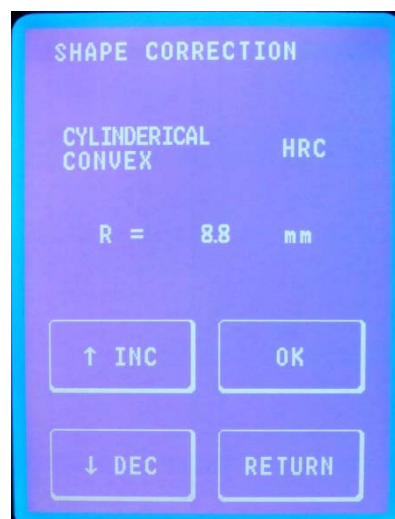 SHAPE CORRECTION
CYLINDERICAL
CONVEX
HRC
R = 8.8 mm
↑ INC
OK
↓ DEC
RETURN